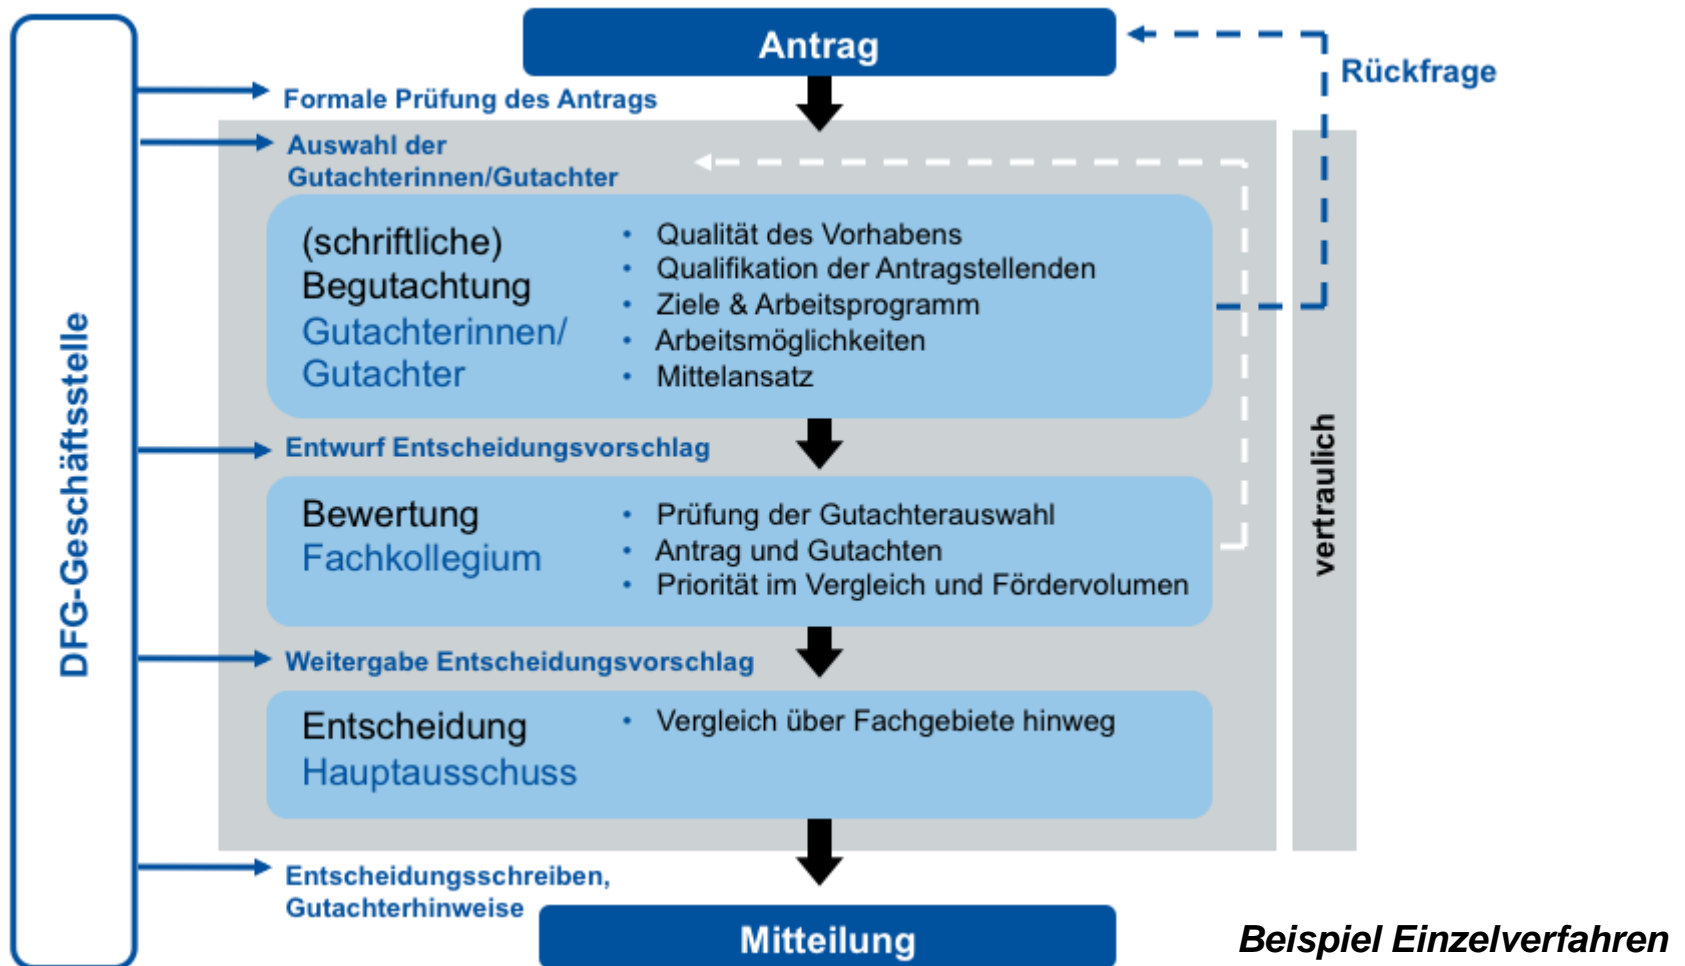 Antrag
Rückfrage
Formale Prüfung des Antrags
Auswahl der
Gutachterinnen/Gutachter
(schriftliche)
Begutachtung
Gutachterinnen/
Gutachter
• Qualität des Vorhabens
• Qualifikation der Antragstellenden
• Ziele & Arbeitsprogramm
• Arbeitsmöglichkeiten
• Mittelansatz
Entwurf Entscheidungsvorschlag
Bewertung
Fachkollegium
• Prüfung der Gutachterauswahl
• Antrag und Gutachten
• Priorität im Vergleich und Fördervolumen
Weitergabe Entscheidungsvorschlag
Entscheidung
Hauptausschuss
• Vergleich über Fachgebiete hinweg
Entscheidungsschreiben,
Gutachterhinweise
Mitteilung
DFG-Geschäftsstelle
vertraulich
Beispiel Einzelverfahren